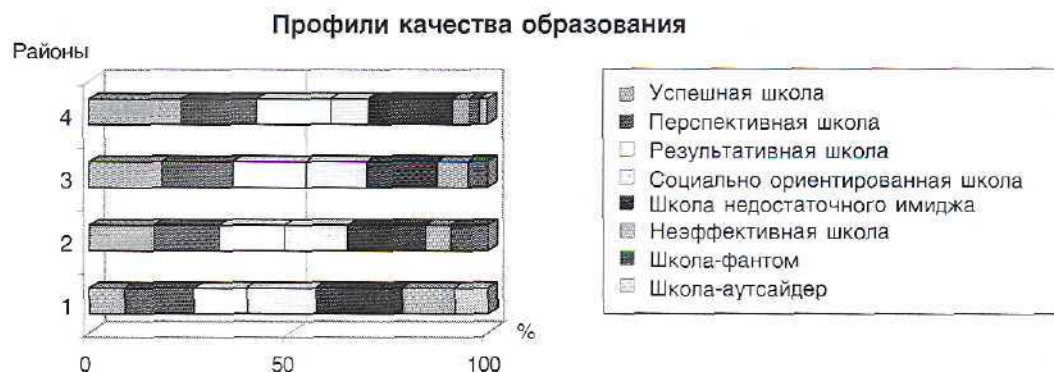 Профили качества образования
Районы
4
3
2
1
%
0 50 100
Успешная школа
Перспективная школа
Результативная школа
Социально ориентированная школа
Школа недостаточного имиджа
Неэффективная школа
Школа-фантом
Школа-аутсайдер